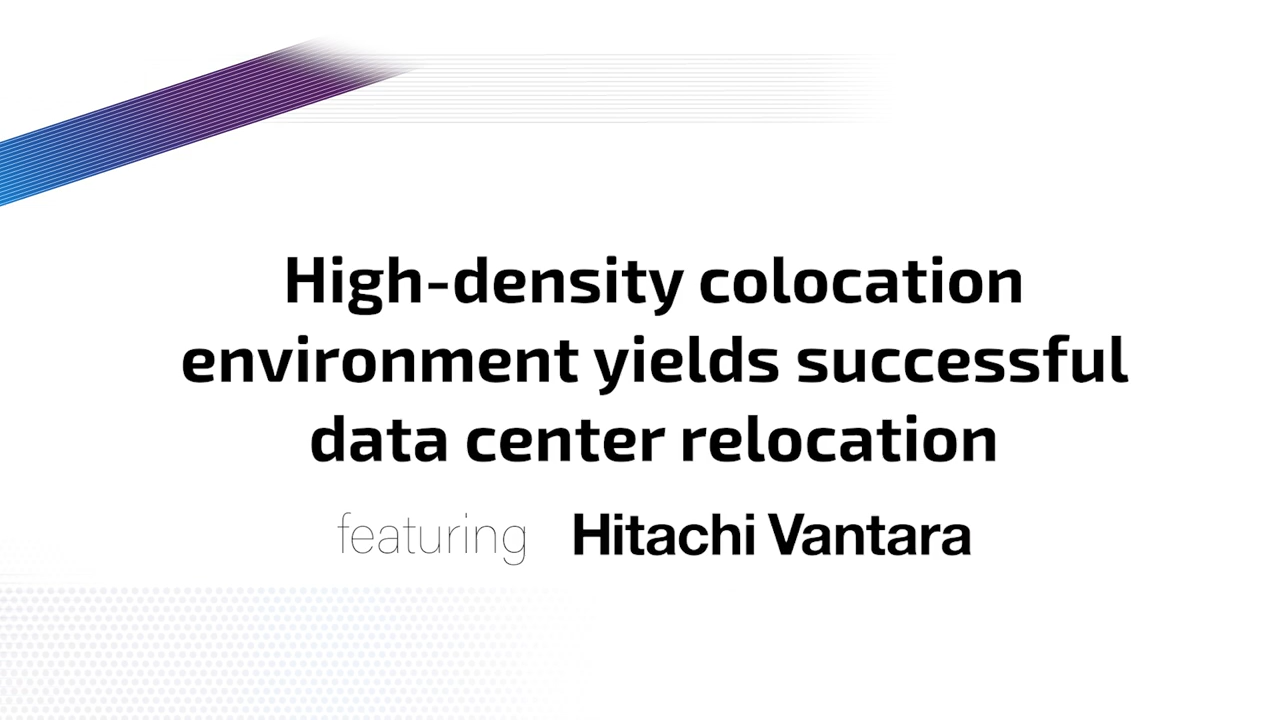 High-density colocation
environment yields successful
data center relocation
featuring Hitachi Vantara